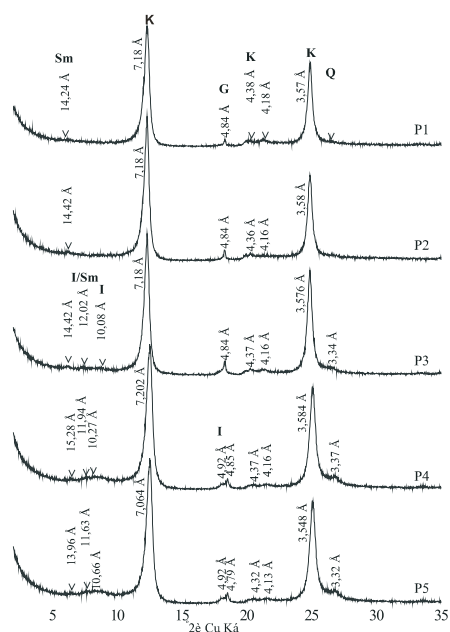 K
Sm
14,24 Å
7,18 Å
G
4,84 Å
K
4,38 Å
4,18 Å
K
3,57 Å
Q
P1
14,42 Å
7,18 Å
4,84 Å
4,36 Å
4,16 Å
3,58 Å
P2
I/Sm
I
14,42 Å
12,02 Å
10,08 Å
7,18 Å
4,84 Å
4,37 Å
4,16 Å
3,576 Å
3,34 Å
P3
15,28 Å
11,94 Å
10,27 Å
7,202 Å
I
4,92 Å
4,85 Å
4,37 Å
4,16 Å
3,584 Å
3,37 Å
P4
13,96 Å
11,63 Å
10,66 Å
7,064 Å
4,92 Å
4,79 Å
4,32 Å
4,13 Å
3,548 Å
3,32 Å
P5
5 10 15 20 25 30 35
2è Cu Ká